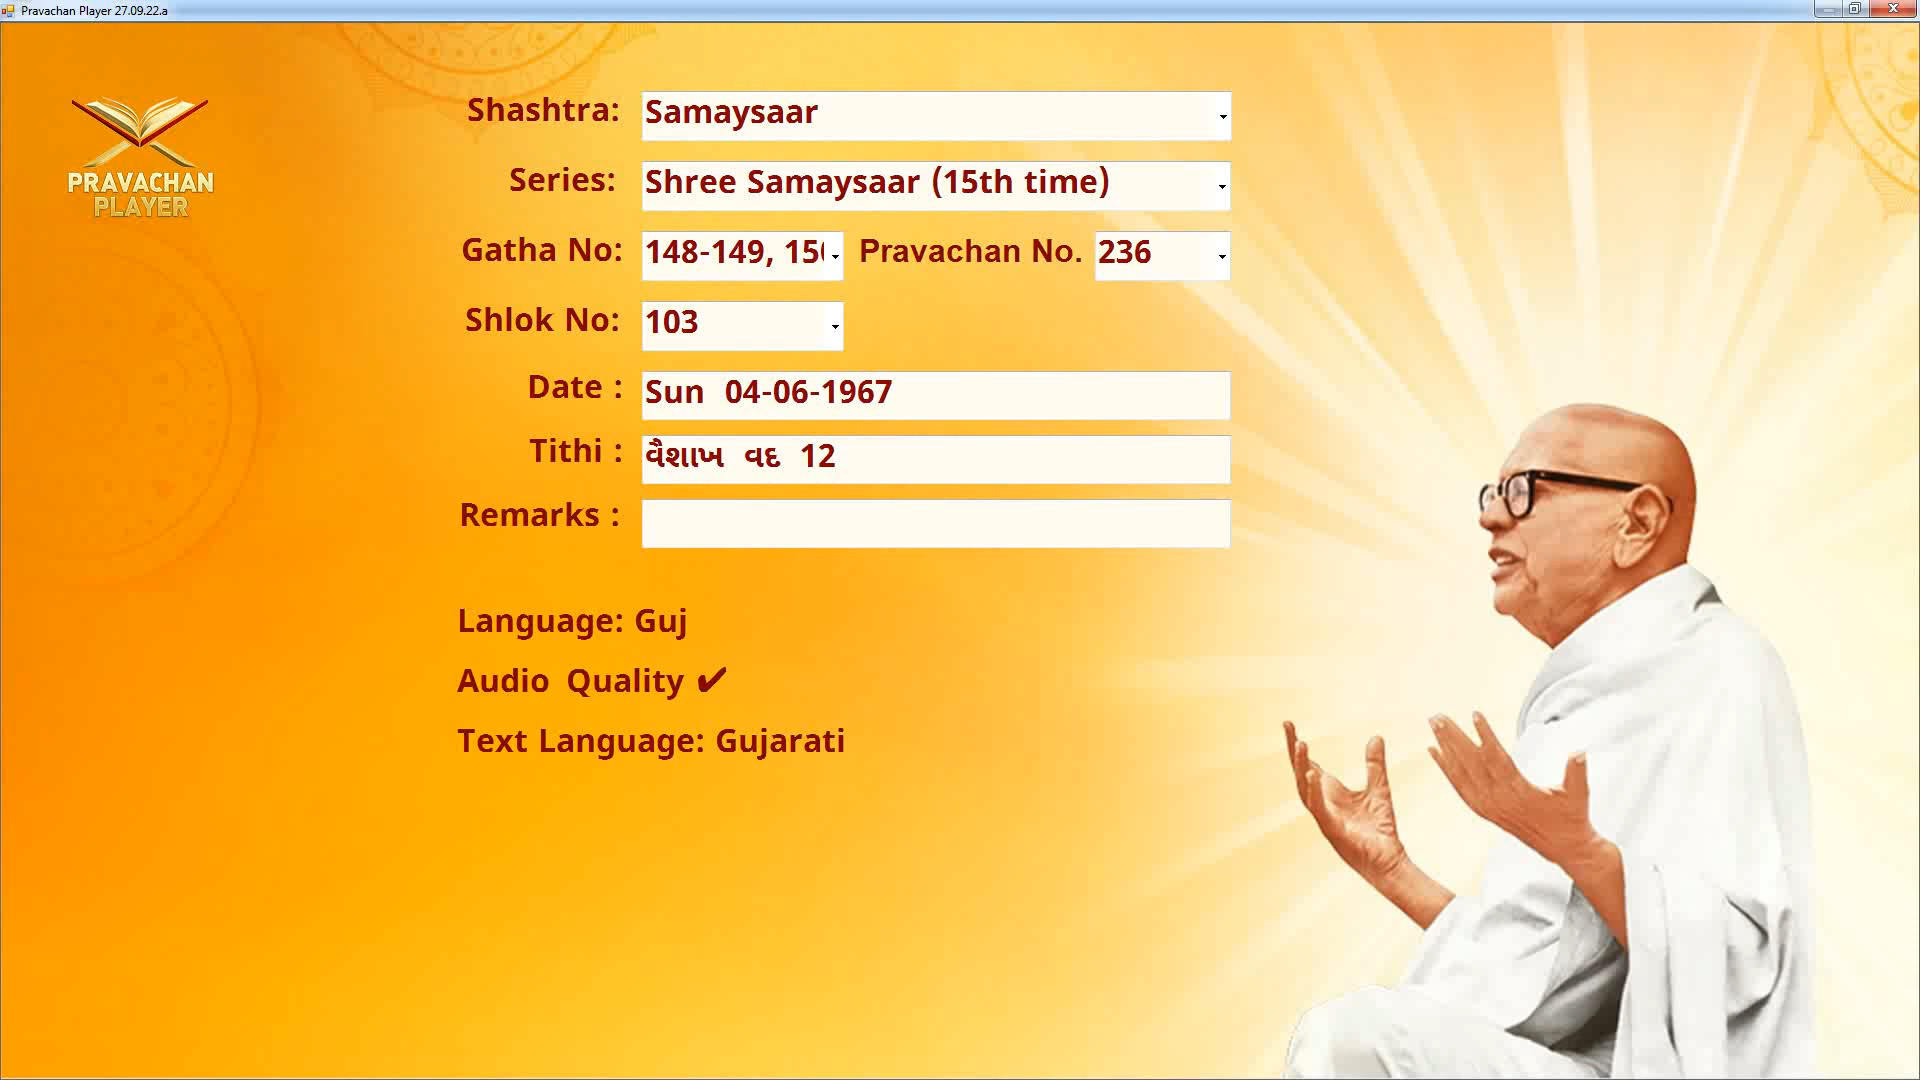 Pravachan Player 27.09.22.a
PRAVACHAN
PLAYER
Shashtra: Samaysaar
Series: Shree Samaysaar (15th time)
Gatha No: 148-149, 150 Pravachan No. 236
Shlok No: 103
Date : Sun 04-06-1967
Tithi : વૈશાખ વદ 12
Remarks :
Language: Guj
Audio Quality ✔
Text Language: Gujarati